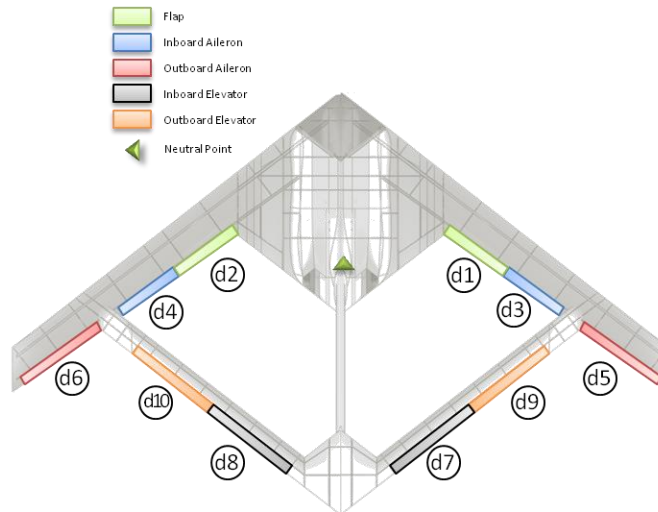 Flap
Inboard Aileron
Outboard Aileron
Inboard Elevator
Outboard Elevator
Neutral Point
d2
d1
d4
d3
d6
d10
d9
d5
d8
d7